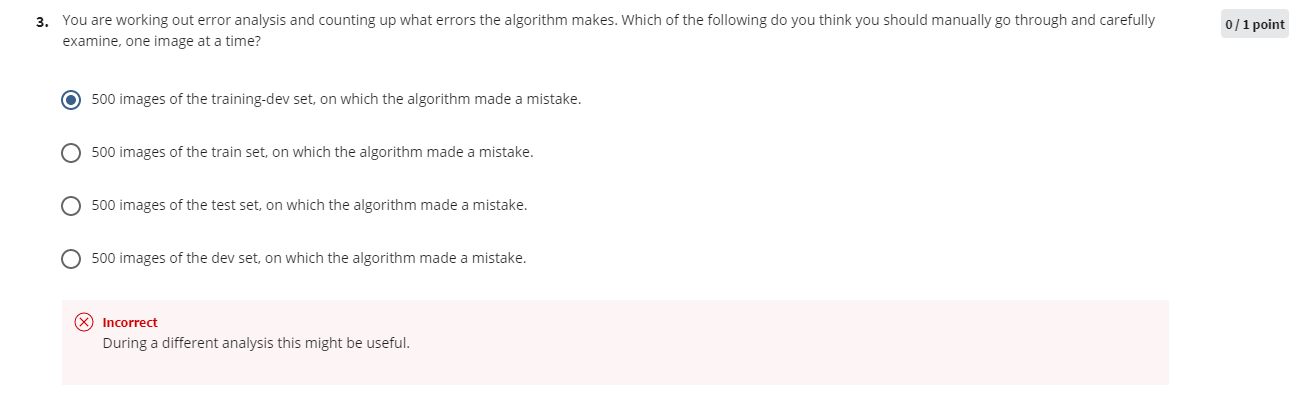 3. You are working out error analysis and counting up what errors the algorithm makes. Which of the following do you think you should manually go through and carefully
examine, one image at a time?
0 / 1 point
500 images of the training-dev set, on which the algorithm made a mistake.
500 images of the train set, on which the algorithm made a mistake.
500 images of the test set, on which the algorithm made a mistake.
500 images of the dev set, on which the algorithm made a mistake.
Incorrect
During a different analysis this might be useful.